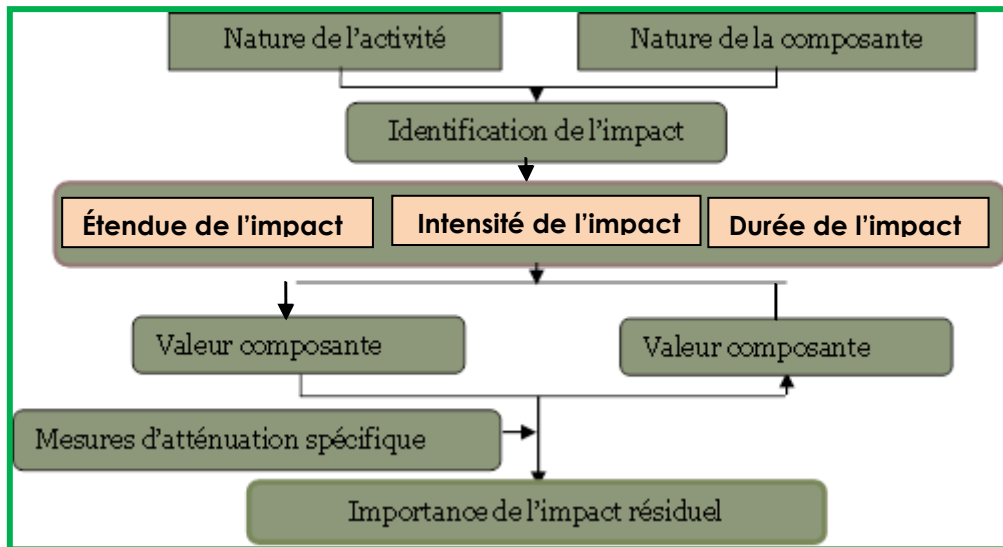 Nature de l'activité
Nature de la composante
Identification de l'impact
Étendue de l'impact
Intensité de l'impact
Durée de l'impact
Valeur composante
Valeur composante
Mesures d'atténuation spécifique
Importance de l'impact résiduel